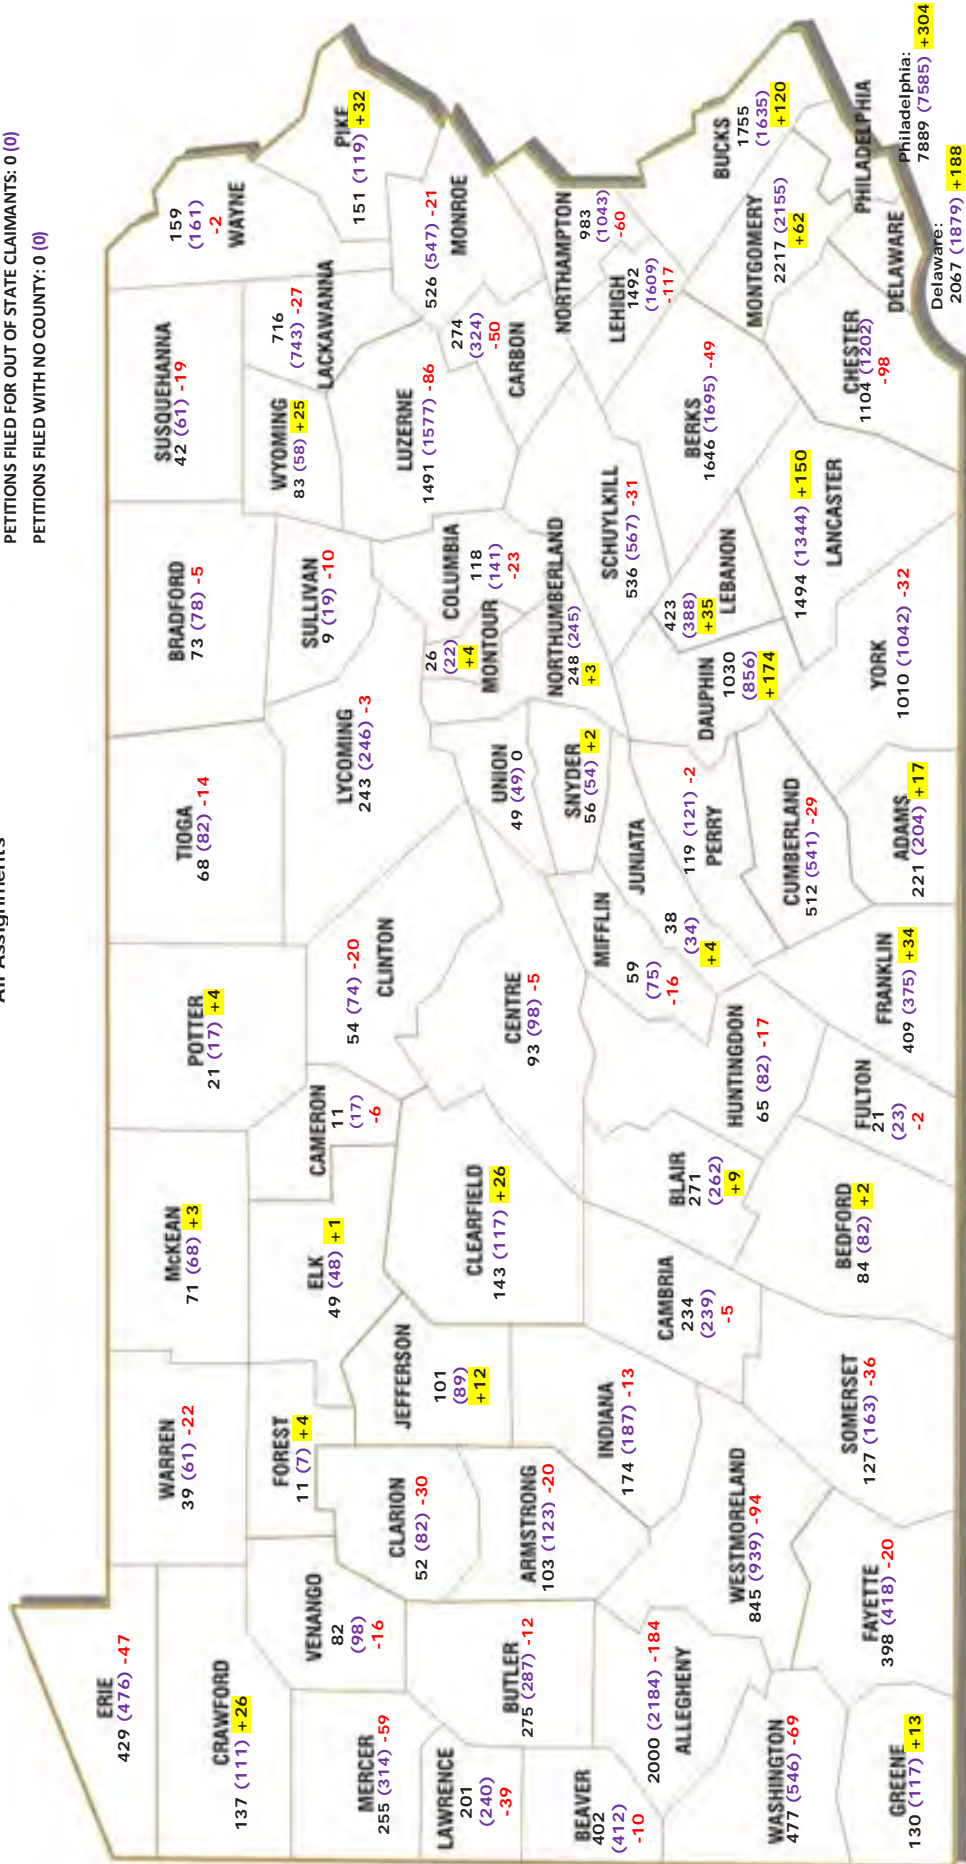 All Assignments
PETITIONS FILED FOR OUT OF STATE CLAIMANTS: 0 (0)
PETITIONS FILED WITH NO COUNTY: 0 (0)
ERIE
429 (476) -47
CRAWFORD
137 (111) +26
WARREN
39 (61) -22
McKEAN
71 (68) +3
POTTER
21 (17) +4
TIOGA
68 (82) -14
BRADFORD
73 (78) -5
SUSQUEHANNA
42 (61) -19
159
(161)
-2
WAYNE
MERCER
255 (314) -59
VENANGO
82
(98)
-16
FOREST
11 (7) +4
ELK
49 (48) +1
CAMERON
11
(17)
-6
54 (74) -20
CLINTON
LYCOMING
243 (246) -3
SULLIVAN
9 (19) -10
WYOMING
83 (58) +25
716
(743) -27
LACKAWANNA
PIKE
151 (119) +32
LAWRENCE
201
(240)
-39
BUTLER
275 (287) -12
CLARION
52 (82) -30
JEFFERSON
101
(89)
+12
CLEARFIELD
143 (117) +26
CENTRE
93 (98) -5
UNION
49 (49) 0
26
(22)
+4
MONTOUR
COLUMBIA
118
(141)
-23
LUZERNE
1491 (1577) -86
526 (547) -21
MONROE
274
(324)
-50
CARBON
BEAVER
402
(412)
-10
2000 (2184) -184
ALLEGHENY
ARMSTRONG
103 (123) -20
INDIANA
174 (187) -13
CAMBRIA
234
(239)
-5
BLAIR
271
(262)
+9
HUNTINGDON
65 (82) -17
MIFFLIN
59
(75)
-16
JUNIATA
38
(34)
+4
SNYDER
56 (54) +2
NORTHUMBERLAND
248 (245)
+3
SCHUYLKILL
536 (567) -31
NORTHAMPTON
983
(1043)
-60
LEHIGH
1492
(1609)
-117
119 (121) -2
PERRY
DAUPHIN
1030
(856)
+174
423
(388)
+35
LEBANON
BERKS
1646 (1695) -49
MONTGOMERY
2217 (2155)
+62
BUCKS
1755
(1635)
+120
WASHINGTON
477 (546) -69
WESTMORELAND
845 (939) -94
GREENE
130 (117) +13
FAYETTE
398 (418) -20
SOMERSET
127 (163) -36
BEDFORD
84 (82) +2
FULTON
21
(23)
-2
FRANKLIN
409 (375) +34
CUMBERLAND
512 (541) -29
ADAMS
221 (204) +17
YORK
1010 (1042) -32
1494 (1344) +150
LANCASTER
CHESTER
1104 (1202)
-98
DELAWARE
PHILADELPHIA
Philadelphia:
7889 (7585) +304
Delaware:
2067 (1879) +188